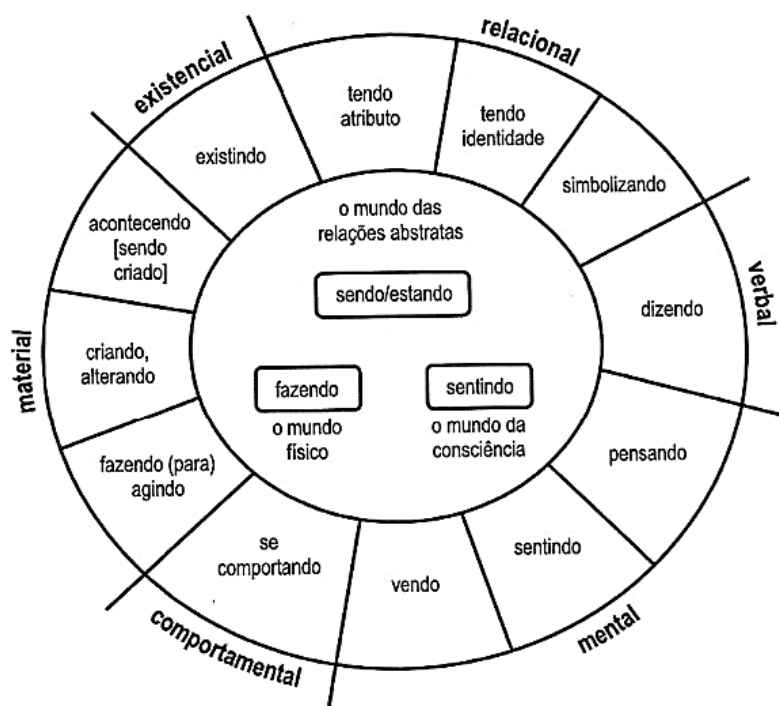 relacional
existencial
tendo
atributo
tendo
identidade
existindo
simbolizando
o mundo das
relações abstratas
acontecendo
[sendo
criado]
verbal
sendo/estando
dizendo
material
criando,
alterando
fazendo
sentindo
o mundo
físico
o mundo da
consciência
pensando
fazendo (para)
agindo
se
comportando
vendo
sentindo
comportamental
mental